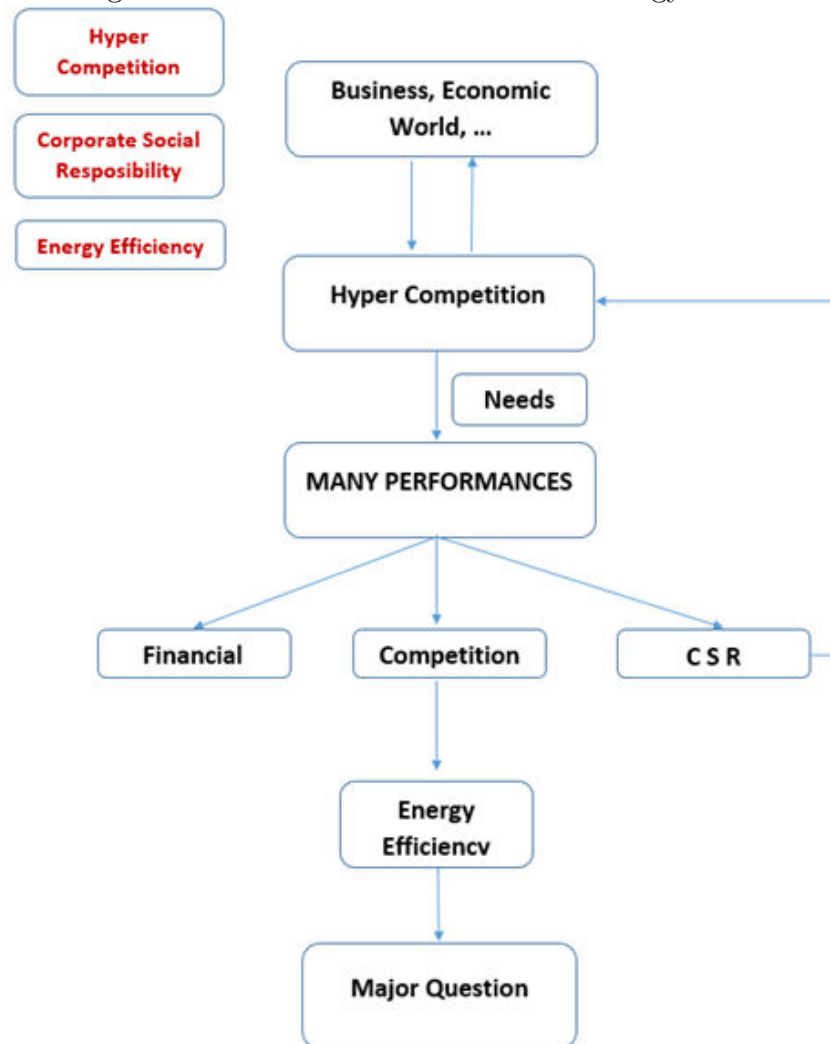 Hyper
Competition
Corporate Social
Resposibility
Energy Efficiency
Business, Economic
World, ...
Hyper Competition
Needs
MANY PERFORMANCES
Financial
Competition
C S R
Energy
Efficiency
Major Question